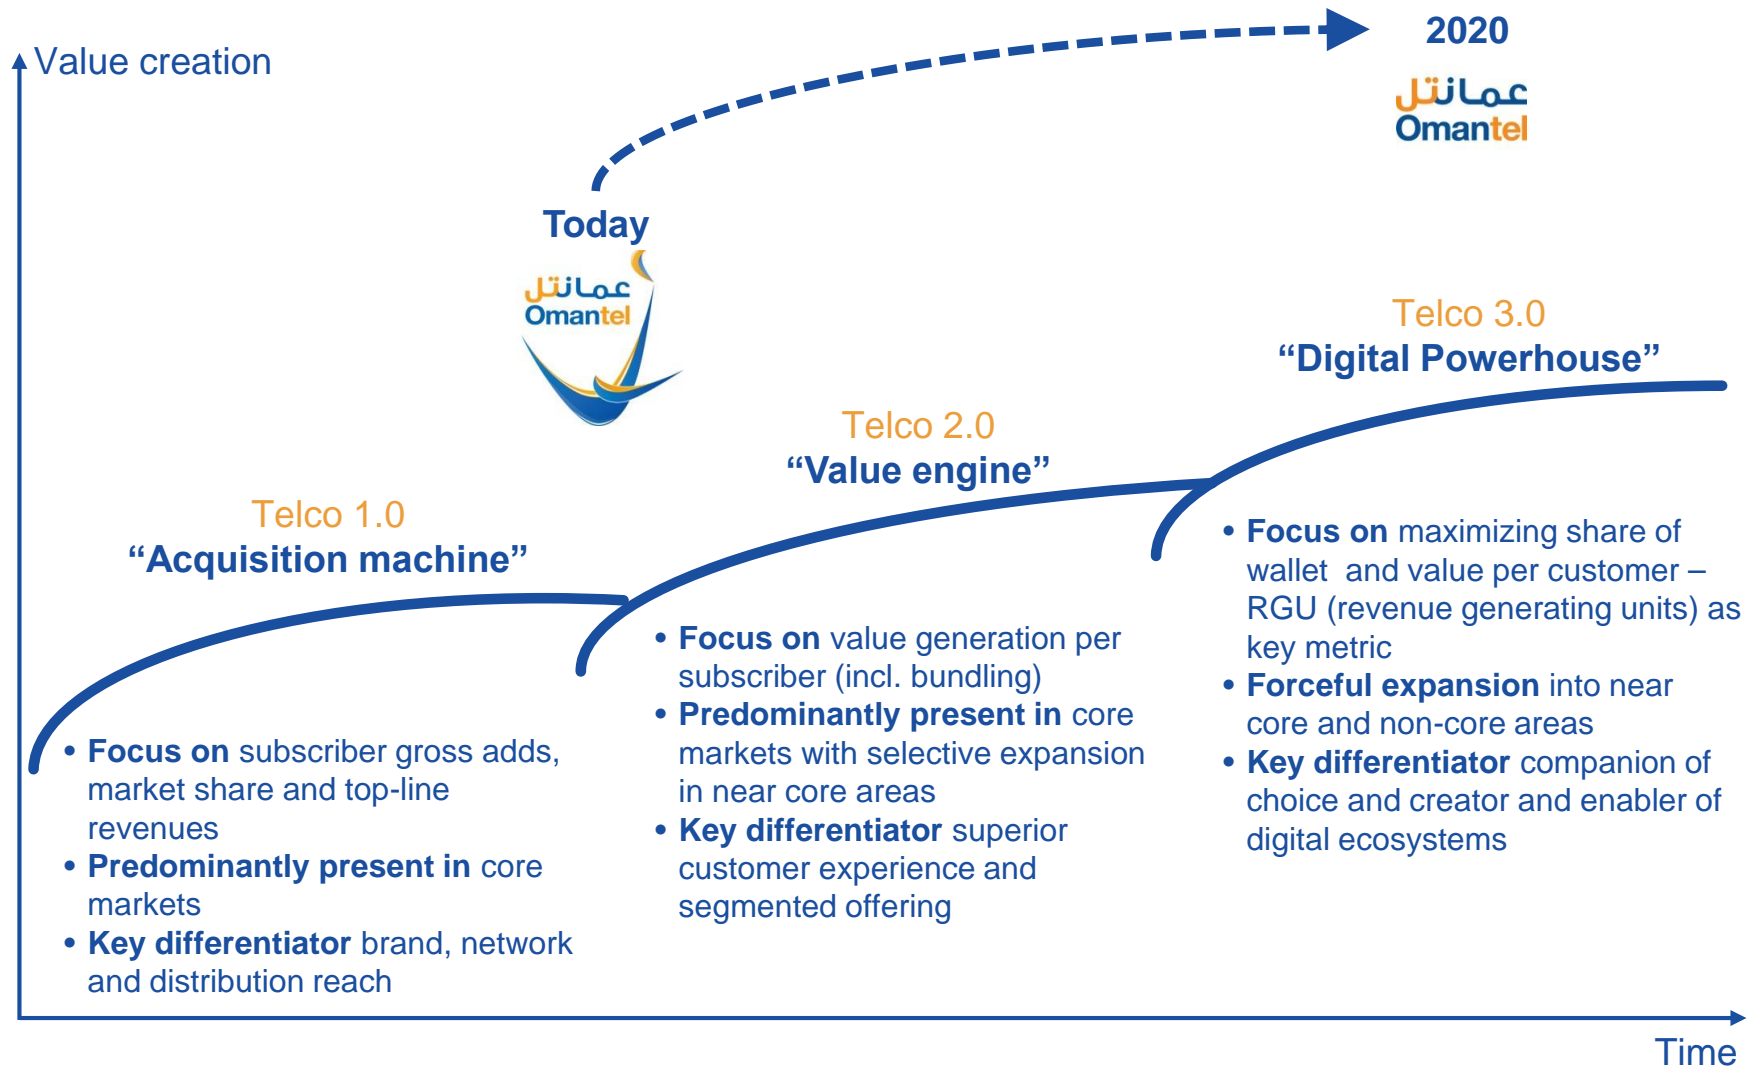 2020
Value creation
عمانتل
Omantel
Today
عمانتل
Omantel
Telco 3.0
“Digital Powerhouse”
Telco 2.0
“Value engine”
Telco 1.0
“Acquisition machine”
• Focus on subscriber gross adds,
market share and top-line
revenues
• Predominantly present in core
markets
• Key differentiator brand, network
and distribution reach
• Focus on value generation per
subscriber (incl. bundling)
• Predominantly present in core
markets with selective expansion
in near core areas
• Key differentiator superior
customer experience and
segmented offering
• Focus on maximizing share of
wallet and value per customer –
RGU (revenue generating units) as
key metric
• Forceful expansion into near
core and non-core areas
• Key differentiator companion of
choice and creator and enabler of
digital ecosystems
Time